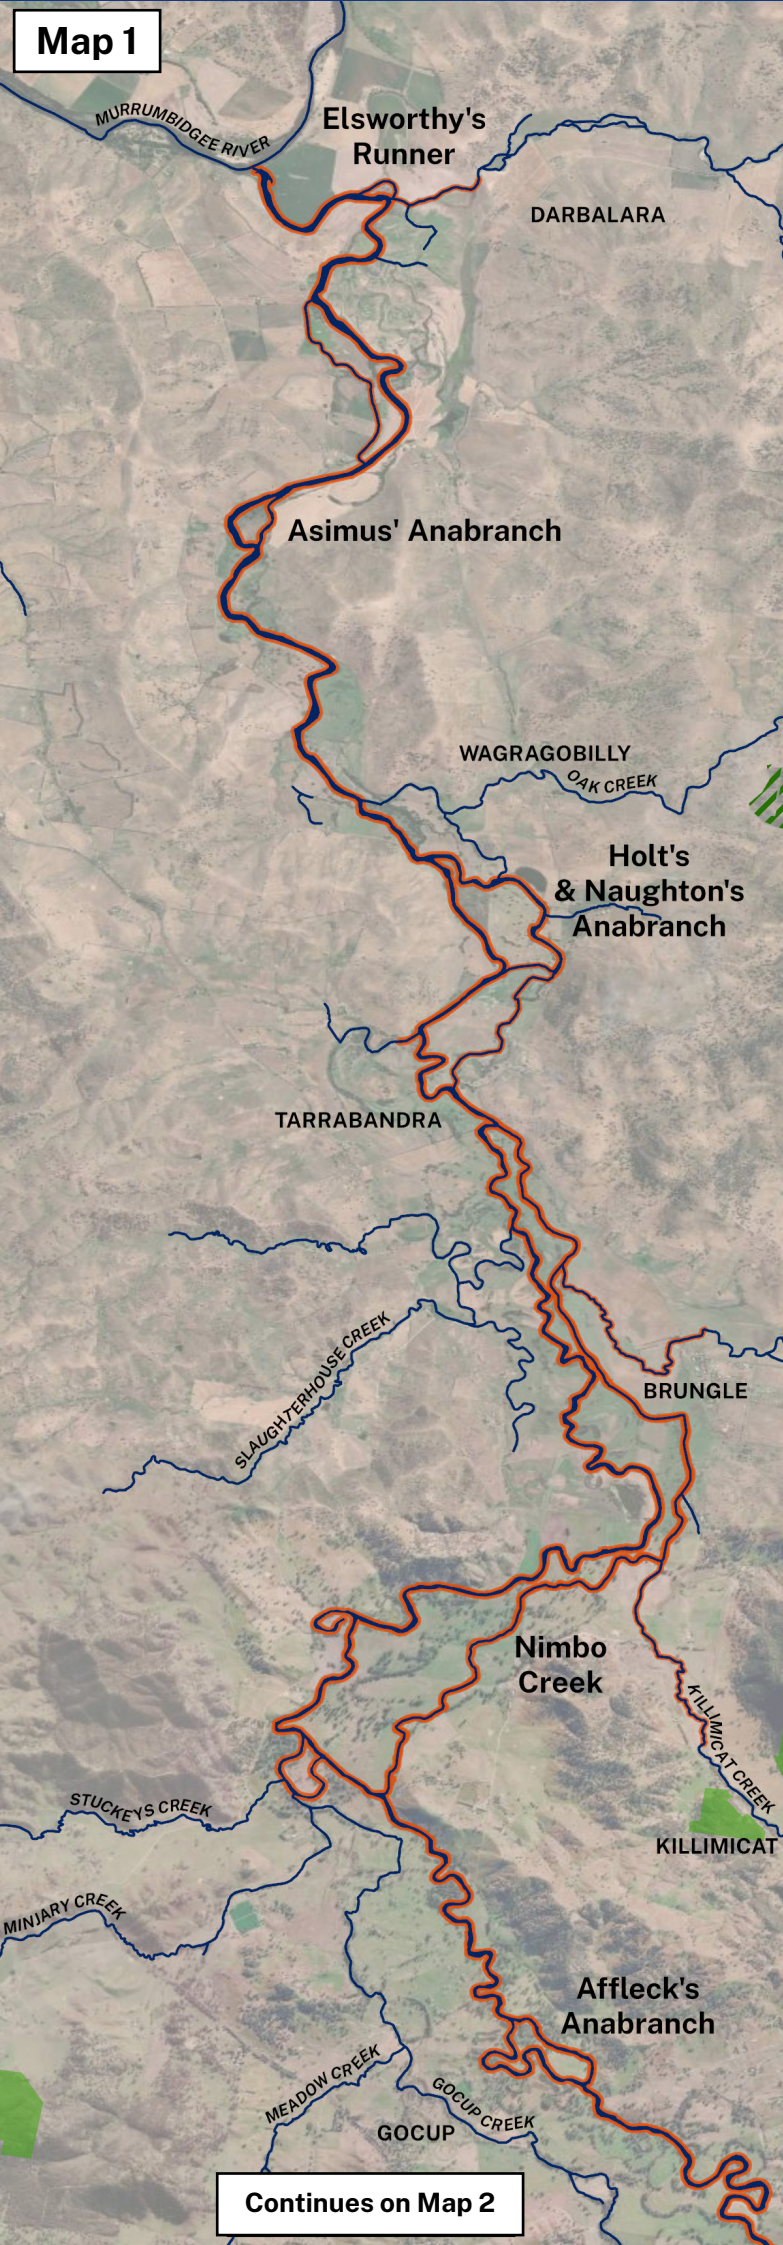 Map 1
MURRUMBIDGEE RIVER
Elsworthy's
Runner
DARBALARA
Asimus' Anabranch
WAGRAGOBILLY
OAK CREEK
Holt's
& Naughton's
Anabranch
TARRABANDRA
SLAUGHTERHOUSE CREEK
BRUNGLE
Nimbo
Creek
KILLIMICAT CREEK
STUCKEYS CREEK
KILLIMICAT
MINJARY CREEK
Affleck's
Anabranch
MEADOW CREEK
GOCUP CREEK
GOCUP
Continues on Map 2